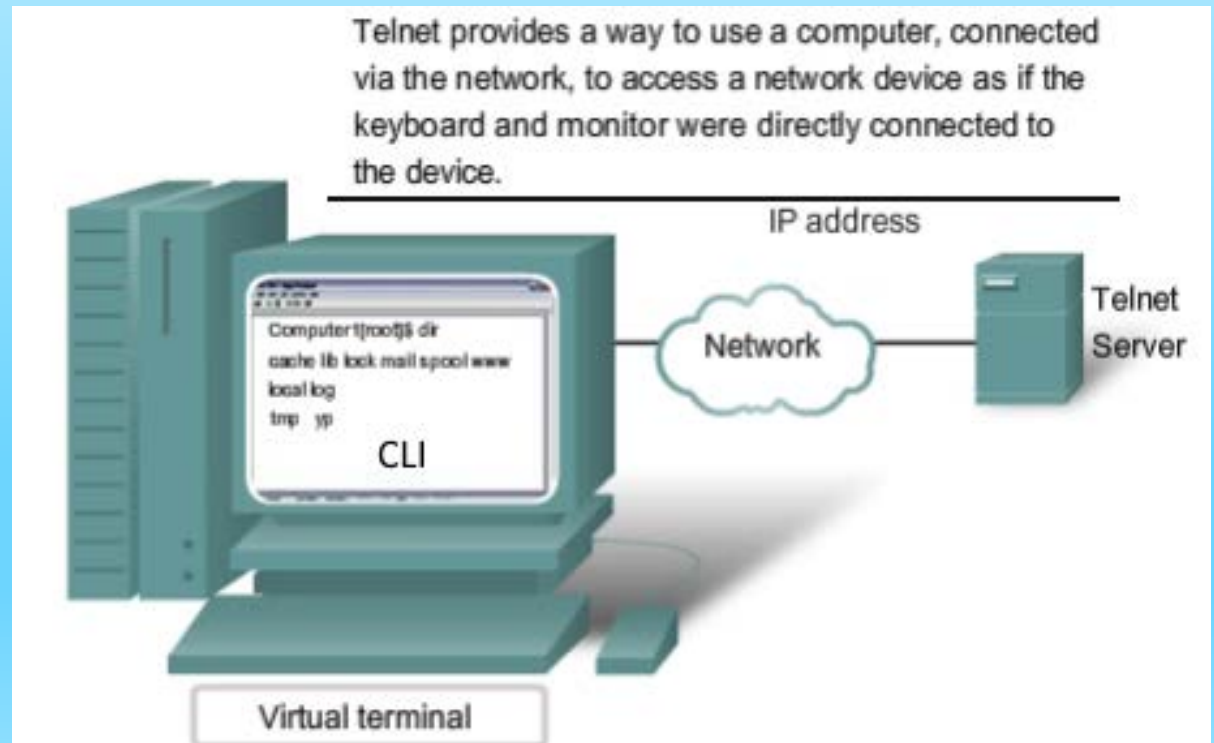 Telnet provides a way to use a computer, connected
via the network, to access a network device as if the
keyboard and monitor were directly connected to
the device.
IP address
Telnet
Server
Network
Computer1[root]$ dir
cache lib lock mail spool www
local log
tmp yp
CLI
Virtual terminal